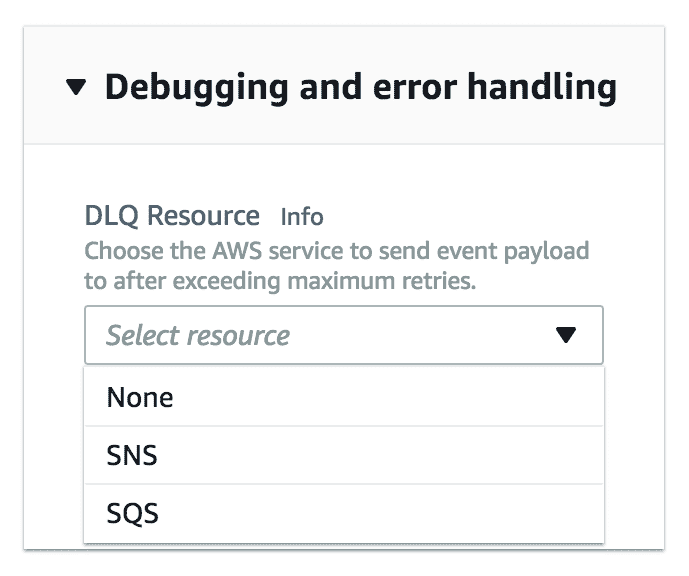 Debugging and error handling
DLQ Resource Info
Choose the AWS service to send event payload
to after exceeding maximum retries.
Select resource
None
SNS
SQS